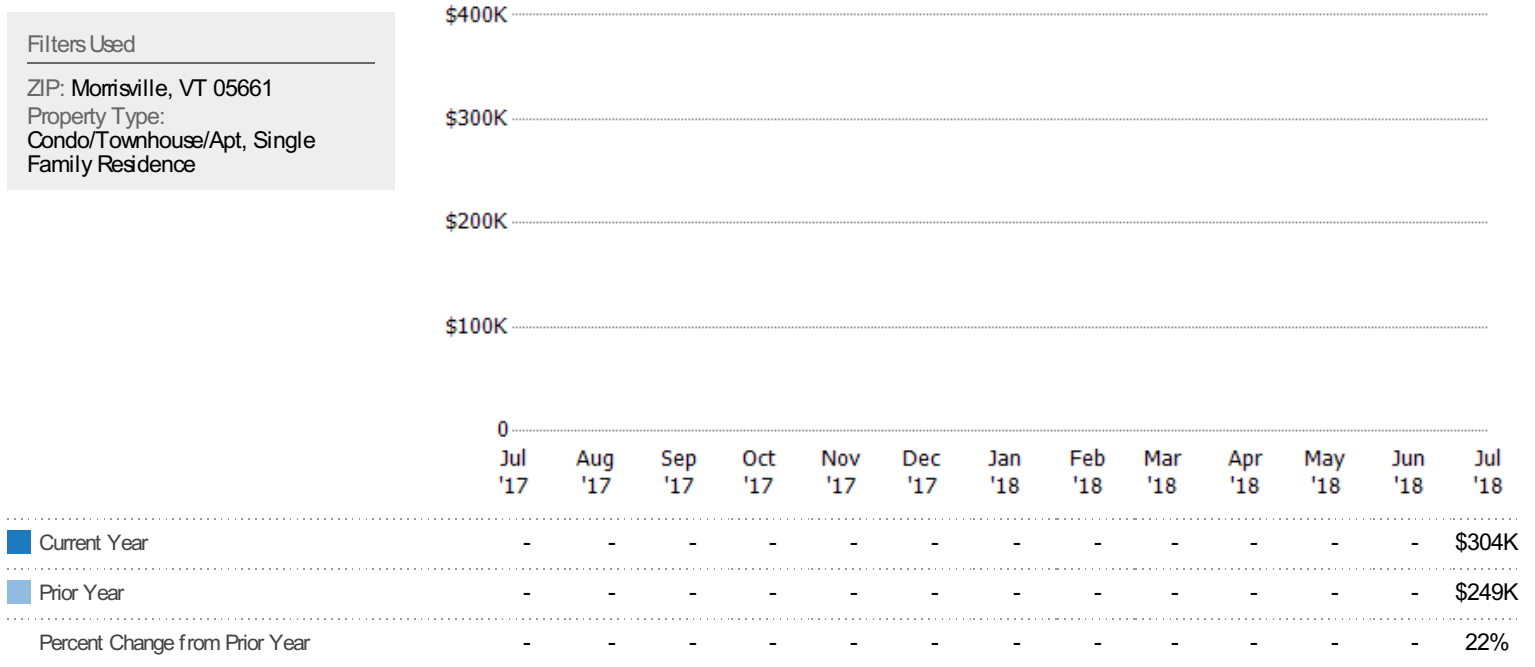 Filters Used
ZIP: Morrisville, VT 05661
Property Type:
Condo/Townhouse/Apt, Single
Family Residence
$400K
$300K
$200K
$100K
0
Jul Aug Sep Oct Nov Dec Jan Feb Mar Apr May Jun Jul
'17 '17 '17 '17 '17 '17 '18 '18 '18 '18 '18 '18 '18
Current Year - - - - - - - - - - - - $304K
Prior Year - - - - - - - - - - - - $249K
Percent Change from Prior Year - - - - - - - - - - - - 22%